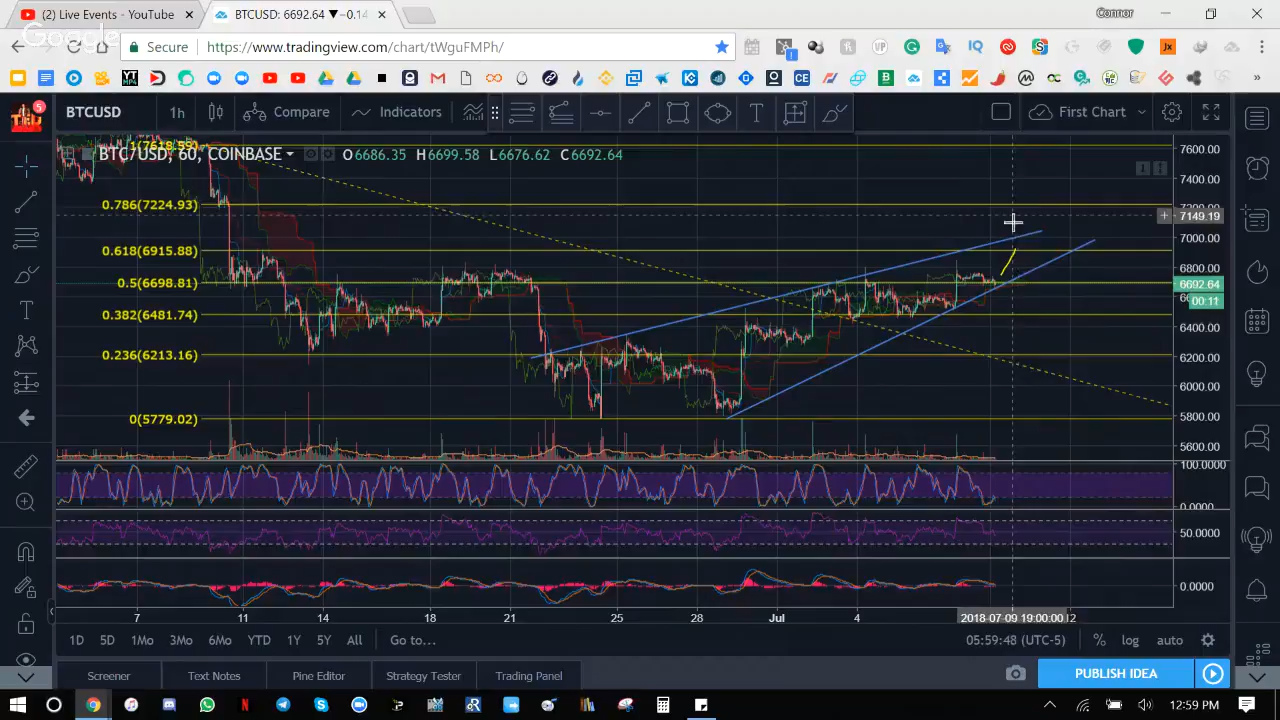 (2) Live Events - YouTube
BTCUSD: 6692.64 ▼ -0.14
Connor
Google
Secure
https://www.tradingview.com/chart/tWguFMPh/
BTCUSD
1h
Compare
Indicators
First Chart
BTC/USD, 60, COINBASE
O6686.35 H6699.58 L6676.62 C6692.64
1(7618.55)
0.786(7224.93)
0.618(6915.88)
0.5(6698.81)
0.382(6481.74)
0.236(6213.16)
0(5779.02)
7600.00
7400.00
7149.19
7000.00
6800.00
6692.64
00:11
6400.00
6200.00
6000.00
5800.00
5600.00
100.0000
0.0000
50.0000
0.0000
7 11 14 18 21 25 28 Jul 4 2018-07-09 19:00:00 12
1D 5D 1Mo 3Mo 6Mo YTD 1Y 5Y All Go to...
05:59:48 (UTC-5) % log auto
Screener Text Notes Pine Editor Strategy Tester Trading Panel
PUBLISH IDEA
12:59 PM